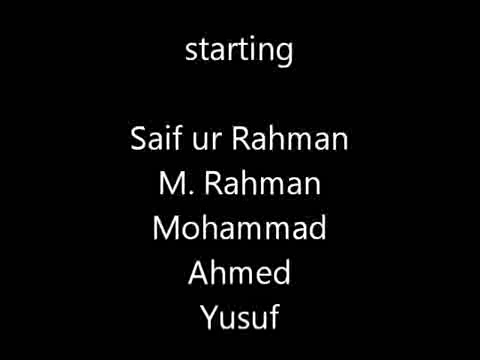 starting
Saif ur Rahman
M. Rahman
Mohammad
Ahmed
Yusuf